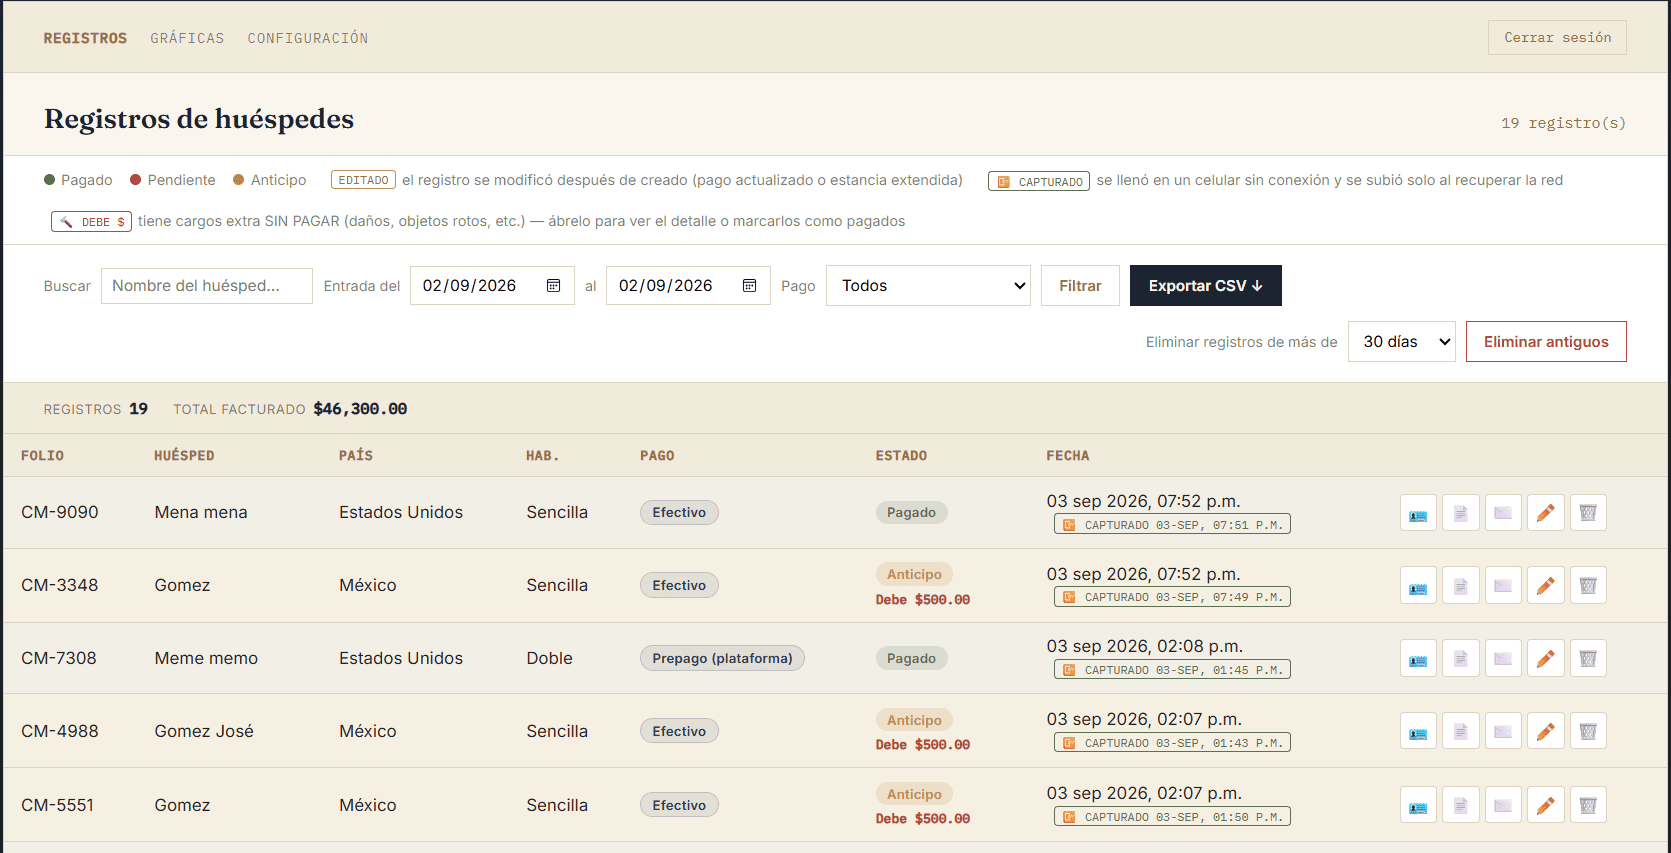 REGISTROS GRÁFICAS CONFIGURACIÓN Cerrar sesión
Registros de huéspedes 19 registro(s)
Pagado Pendiente Anticipo EDITADO el registro se modificó después de creado (pago actualizado o estancia extendida) CAPTURADO se llenó en un celular sin conexión y se subió solo al recuperar la red
DEBE $ tiene cargos extra SIN PAGAR (daños, objetos rotos, etc.) — ábrelo para ver el detalle o marcarlos como pagados
Buscar Nombre del huésped... Entrada del 02/09/2026 al 02/09/2026 Pago Todos Filtrar Exportar CSV ↓
Eliminar registros de más de 30 días Eliminar antiguos
REGISTROS 19 TOTAL FACTURADO $46,300.00
FOLIO HUÉSPED PAÍS HAB. PAGO ESTADO FECHA
CM-9090 Mena mena Estados Unidos Sencilla Efectivo Pagado 03 sep 2026, 07:52 p.m.
CAPTURADO 03-SEP, 07:51 P.M.
CM-3348 Gomez México Sencilla Efectivo Anticipo 03 sep 2026, 07:52 p.m.
Debe $500.00 CAPTURADO 03-SEP, 07:49 P.M.
CM-7308 Meme memo Estados Unidos Doble Prepago (plataforma) Pagado 03 sep 2026, 02:08 p.m.
CAPTURADO 03-SEP, 01:45 P.M.
CM-4988 Gomez José México Sencilla Efectivo Anticipo 03 sep 2026, 02:07 p.m.
Debe $500.00 CAPTURADO 03-SEP, 01:43 P.M.
CM-5551 Gomez México Sencilla Efectivo Anticipo 03 sep 2026, 02:07 p.m.
Debe $500.00 CAPTURADO 03-SEP, 01:50 P.M.